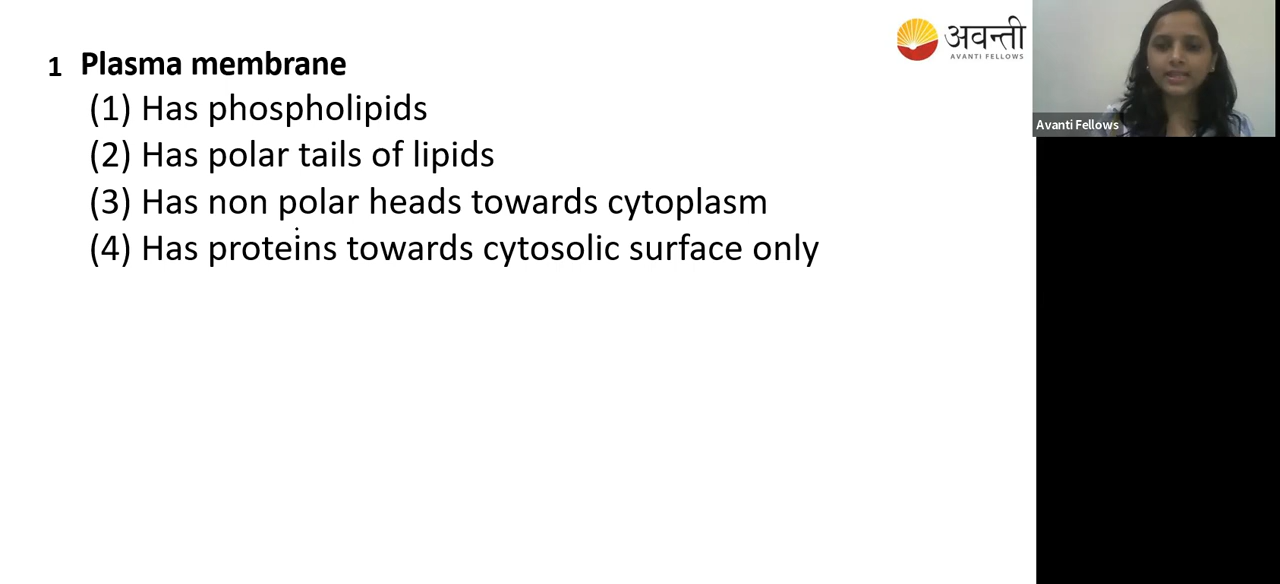 1 Plasma membrane
(1) Has phospholipids
(2) Has polar tails of lipids
(3) Has non polar heads towards cytoplasm
(4) Has proteins towards cytosolic surface only
अवन्ती
AVANTI FELLOWS
Avanti Fellows